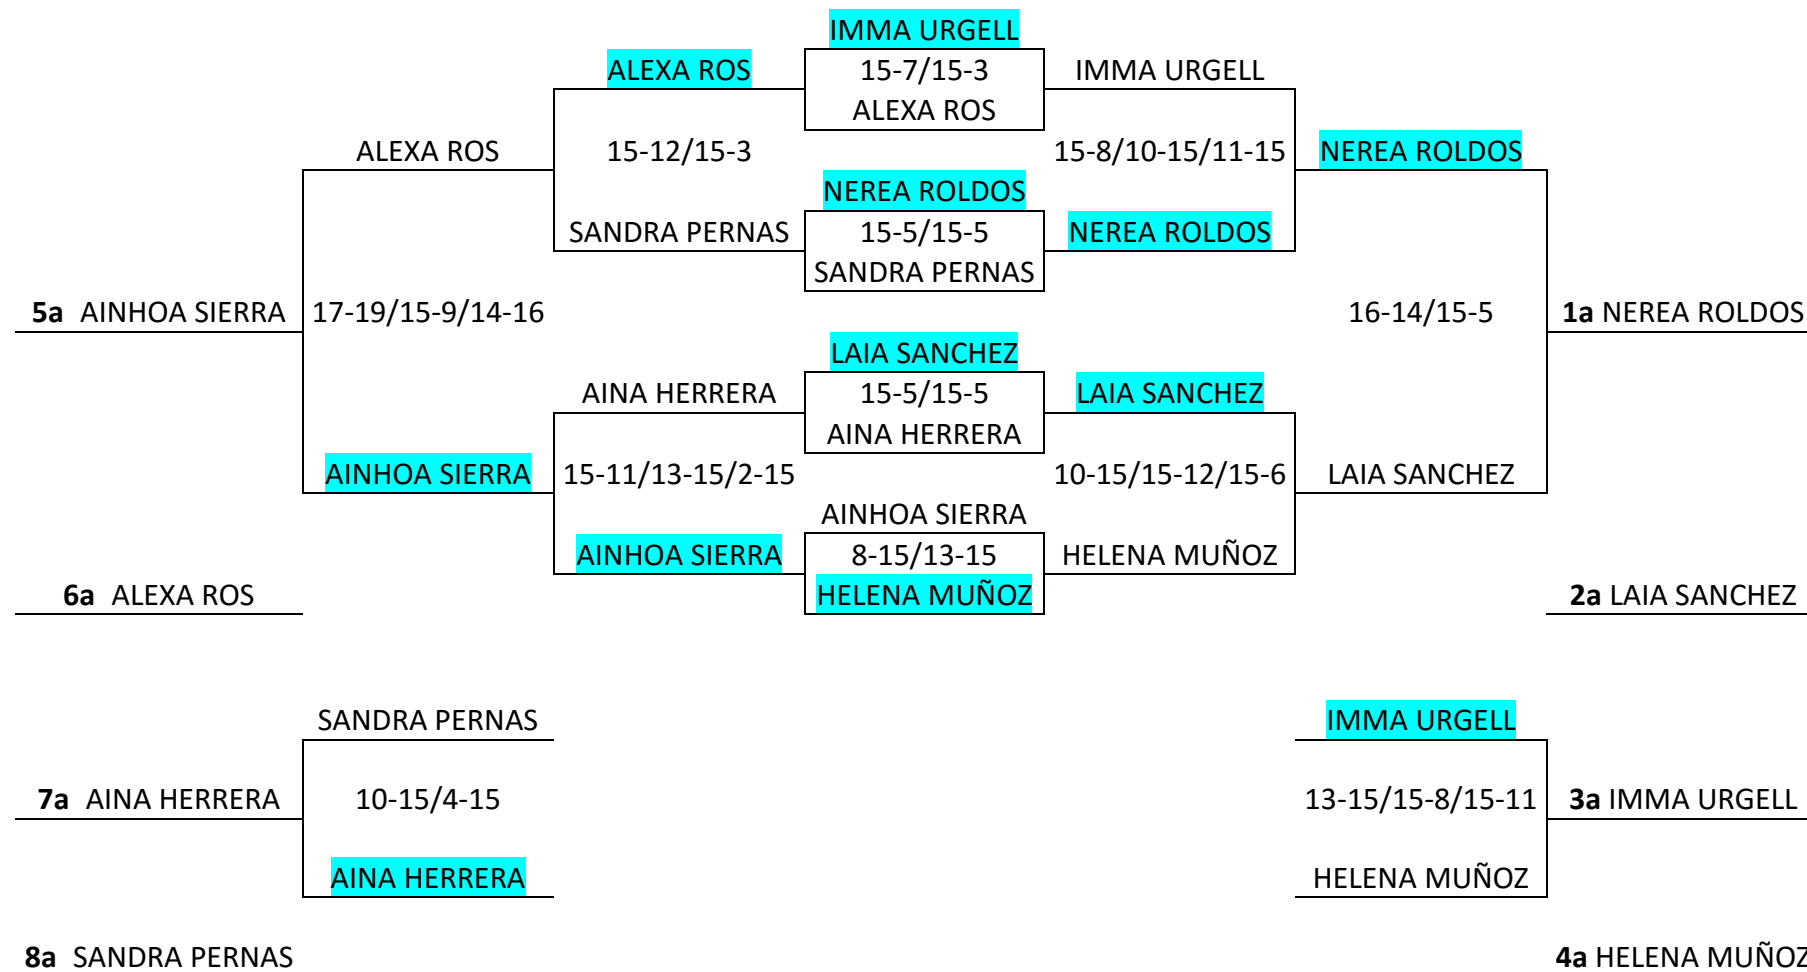 IMMA URGELL
ALEXA ROS 15-7/15-3 IMMA URGELL
ALEXA ROS
ALEXA ROS 15-12/15-3 15-8/10-15/11-15 NEREA ROLDOS
NEREA ROLDOS
SANDRA PERNAS 15-5/15-5 NEREA ROLDOS
SANDRA PERNAS
5a AINHOA SIERRA 17-19/15-9/14-16 16-14/15-5 1a NEREA ROLDOS
LAIA SANCHEZ
AINA HERRERA 15-5/15-5 LAIA SANCHEZ
AINA HERRERA
AINHOA SIERRA 15-11/13-15/2-15 10-15/15-12/15-6 LAIA SANCHEZ
AINHOA SIERRA
AINHOA SIERRA 8-15/13-15 HELENA MUÑOZ
6a ALEXA ROS HELENA MUÑOZ 2a LAIA SANCHEZ
SANDRA PERNAS IMMA URGELL
7a AINA HERRERA 10-15/4-15 13-15/15-8/15-11 3a IMMA URGELL
AINA HERRERA HELENA MUÑOZ
8a SANDRA PERNAS 4a HELENA MUÑOZ